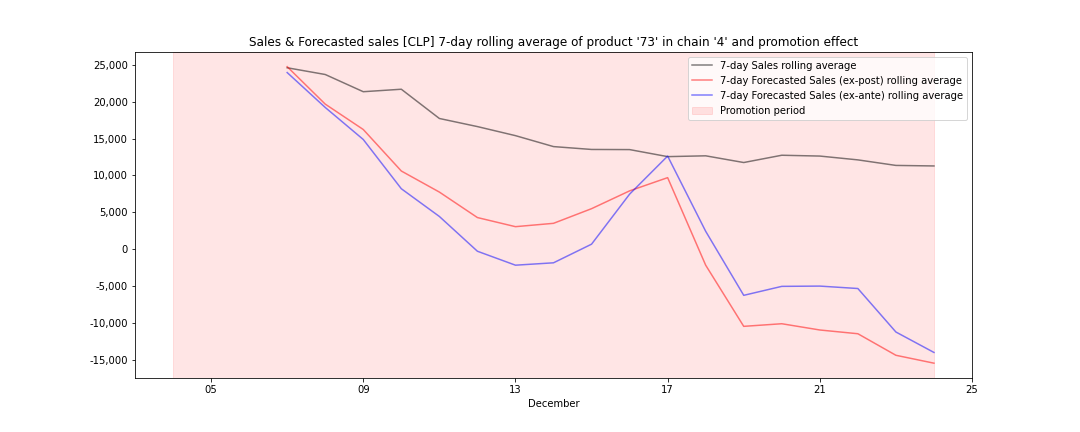 Sales & Forecasted sales [CLP] 7-day rolling average of product '73' in chain '4' and promotion effect
7-day Sales rolling average
7-day Forecasted Sales (ex-post) rolling average
7-day Forecasted Sales (ex-ante) rolling average
Promotion period
25,000
20,000
15,000
10,000
5,000
0
-5,000
-10,000
-15,000
05
09
13
17
21
25
December